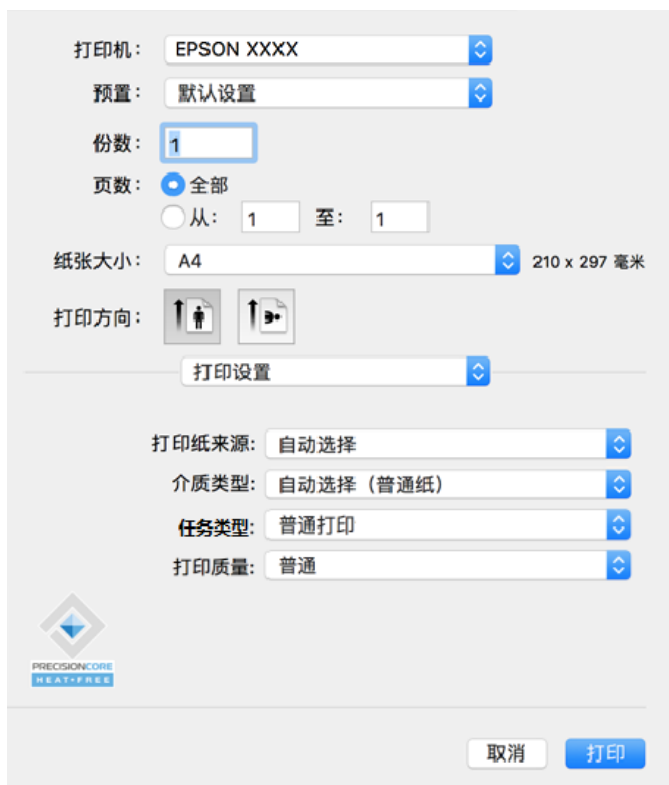 打印机： EPSON XXXX
预置： 默认设置
份数： 1
页数： 全部
从： 1 至： 1
纸张大小： A4 210 x 297 毫米
打印方向：
打印设置
打印纸来源: 自动选择
介质类型: 自动选择（普通纸）
任务类型: 普通打印
打印质量: 普通
PRECISIONCORE
HEAT-FREE
取消 打印